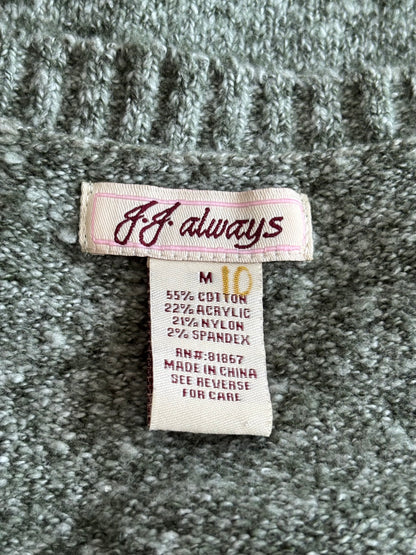 J.J. always
M 10
55% COTTON
22% ACRYLIC
21% NYLON
2% SPANDEX
RN#:81867
MADE IN CHINA
SEE REVERSE
FOR CARE